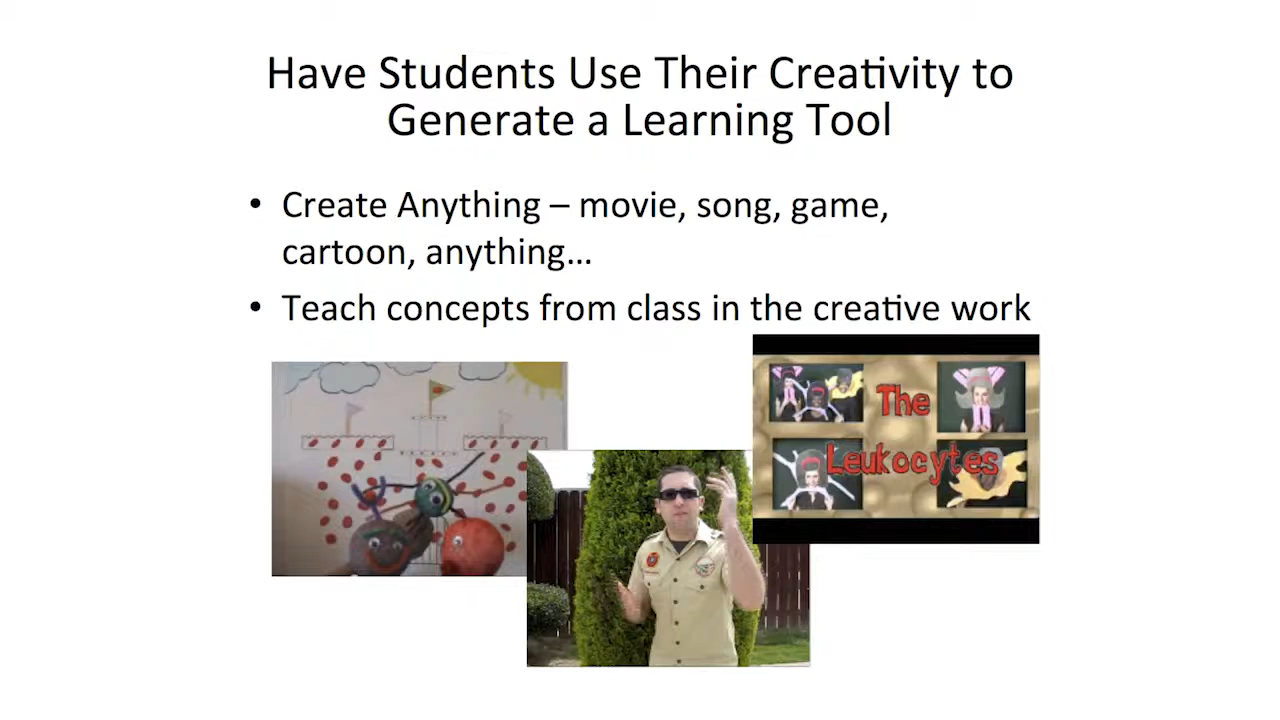 Have Students Use Their Creativity to
Generate a Learning Tool
• Create Anything – movie, song, game,
cartoon, anything…
• Teach concepts from class in the creative work
The
Leukocytes